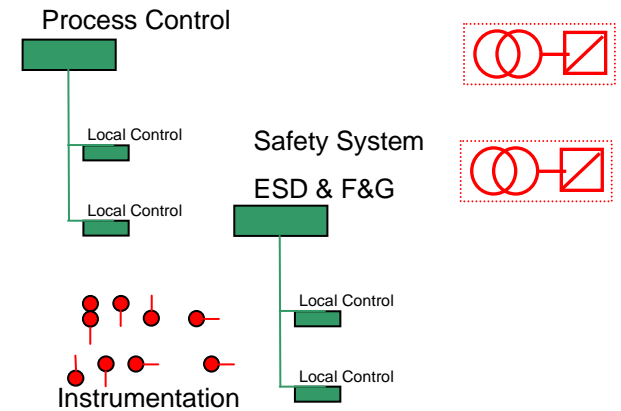 Process Control
Local Control
Local Control
Safety System
ESD & F&G
Local Control
Local Control
Instrumentation